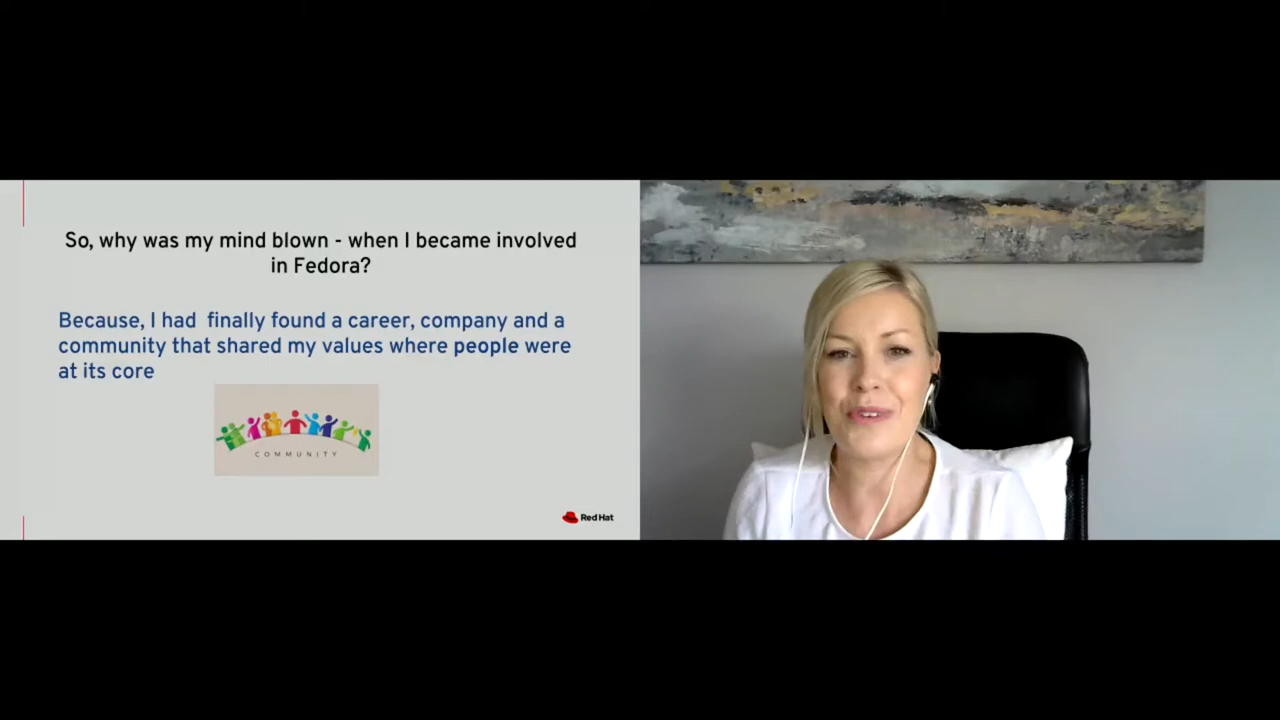 So, why was my mind blown - when I became involved
in Fedora?
Because, I had finally found a career, company and a
community that shared my values where people were
at its core
COMMUNITY
Red Hat